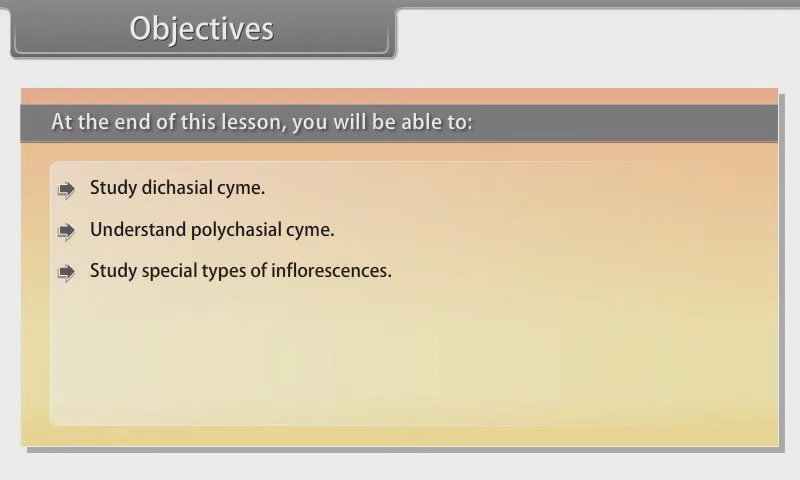 Objectives
At the end of this lesson, you will be able to:
Study dichasial cyme.
Understand polychasial cyme.
Study special types of inflorescences.